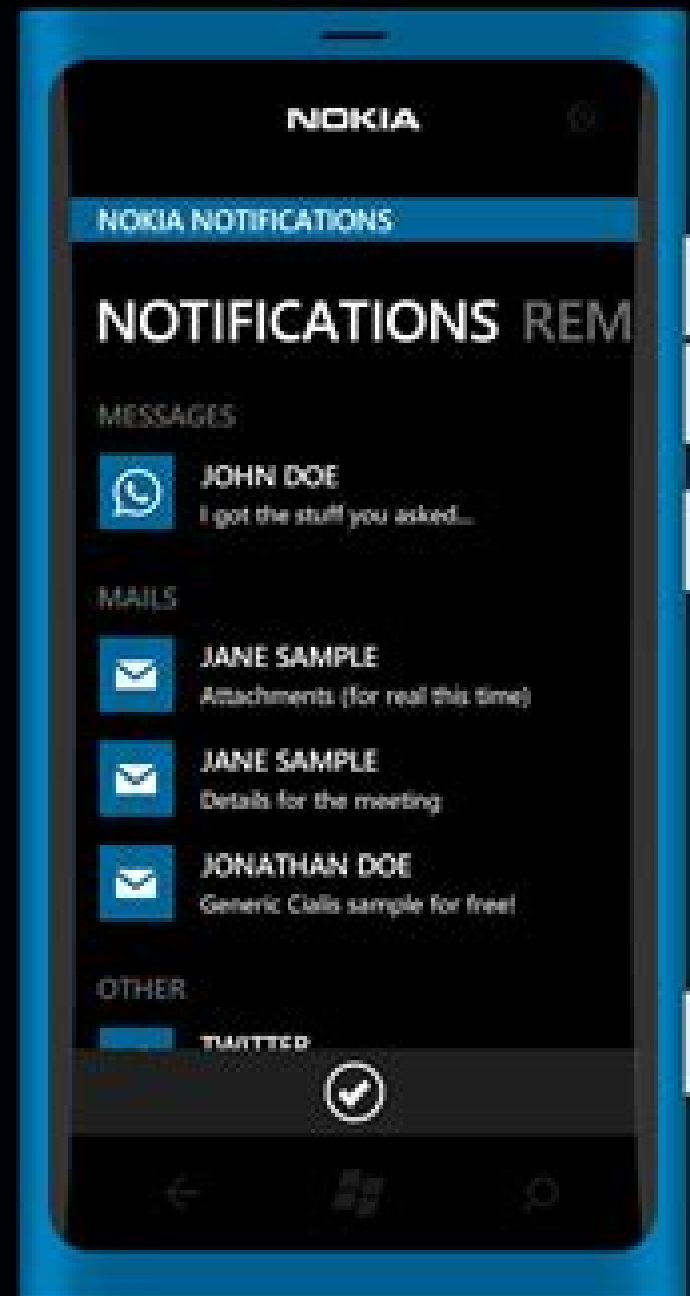 NOKIA
NOKIA NOTIFICATIONS
NOTIFICATIONS REM
MESSAGES
JOHN DOE
I got the stuff you asked...
MAILS
JANE SAMPLE
Attachments (for real this time)
JANE SAMPLE
Details for the meeting
JONATHAN DOE
Generic Cialis sample for free!
OTHER
TWITTER